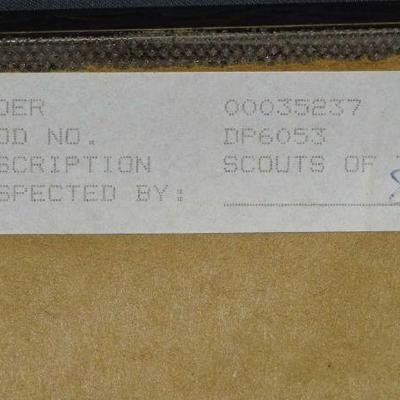 DER 00035237
OD NO. DP6053
SCRIPTION SCOUTS OF
SPECTED BY: